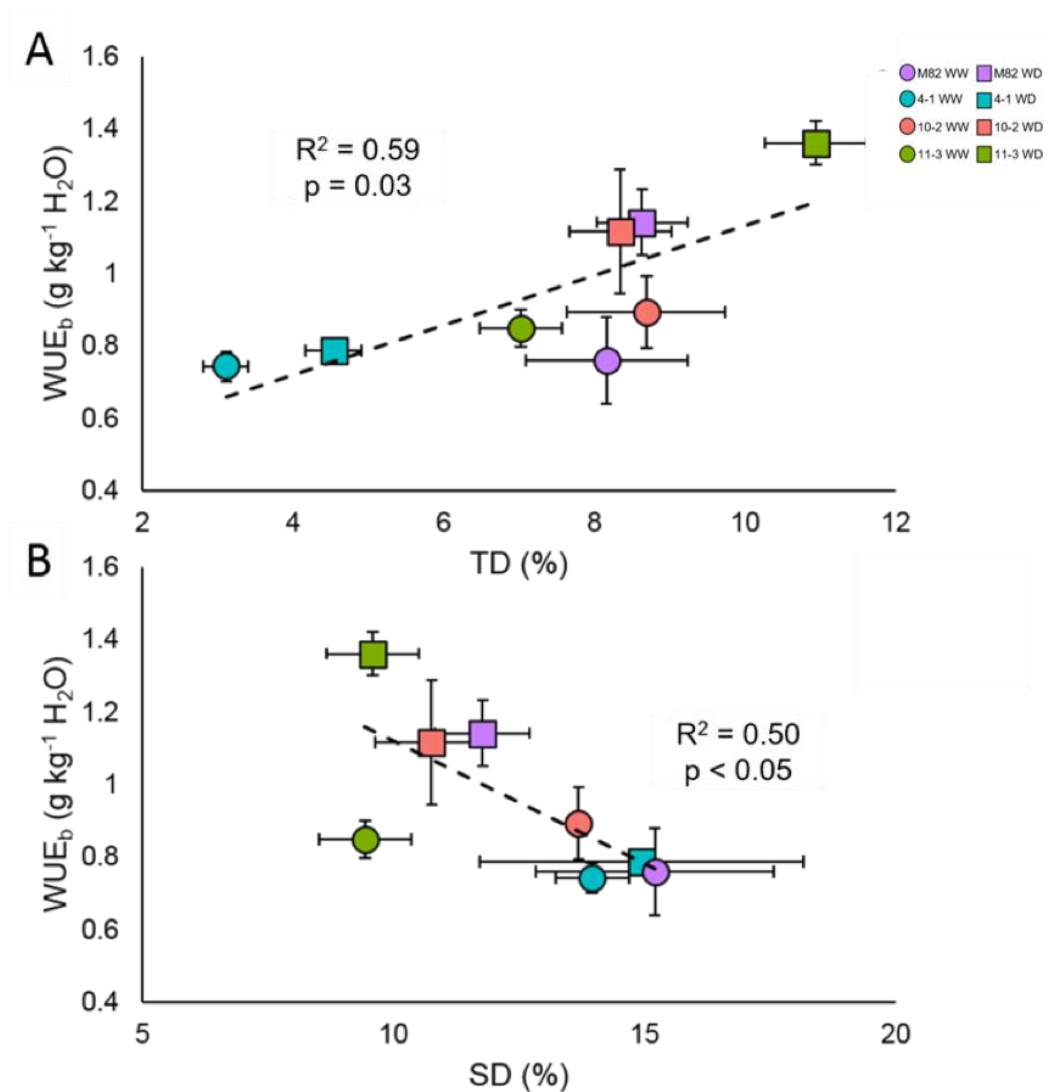 A
1.6
1.4
1.2
1
0.8
0.6
0.4
WUEb (g kg⁻¹ H₂O)
R² = 0.59
p = 0.03
M82 WW M82 WD
4-1 WW 4-1 WD
10-2 WW 10-2 WD
11-3 WW 11-3 WD
2 4 6 8 10 12
TD (%)
B
1.6
1.4
1.2
1
0.8
0.6
0.4
WUEb (g kg⁻¹ H₂O)
R² = 0.50
p < 0.05
5 10 15 20
SD (%)